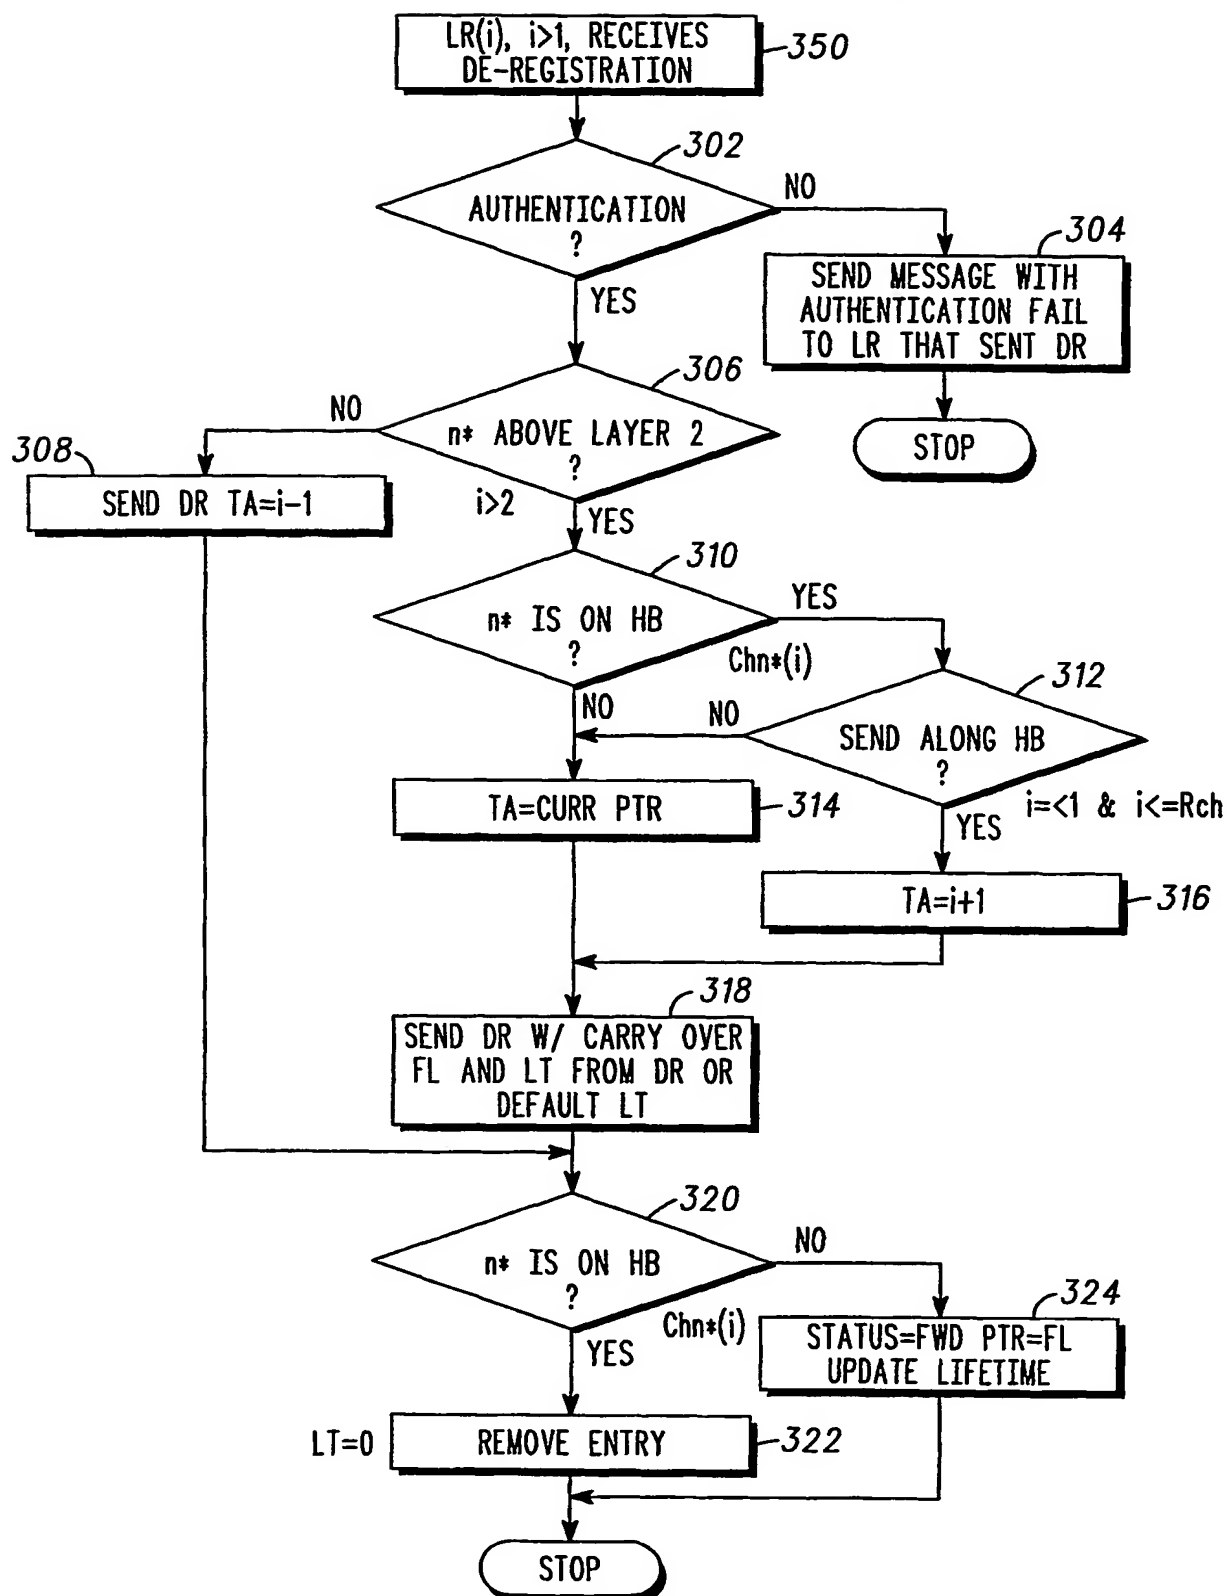 LR(i), i>1, RECEIVES
DE-REGISTRATION
350
302
AUTHENTICATION
?
NO
YES
304
SEND MESSAGE WITH
AUTHENTICATION FAIL
TO LR THAT SENT DR
STOP
306
n* ABOVE LAYER 2
?
NO
i>2
YES
308
SEND DR TA=i-1
310
n* IS ON HB
?
YES
Chn*(i)
NO
312
SEND ALONG HB
?
NO
i=<1 & i<=Rch
YES
TA=CURR PTR
314
TA=i+1
316
318
SEND DR W/ CARRY OVER
FL AND LT FROM DR OR
DEFAULT LT
320
n* IS ON HB
?
NO
Chn*(i)
YES
324
STATUS=FWD PTR=FL
UPDATE LIFETIME
LT=0
REMOVE ENTRY
322
STOP